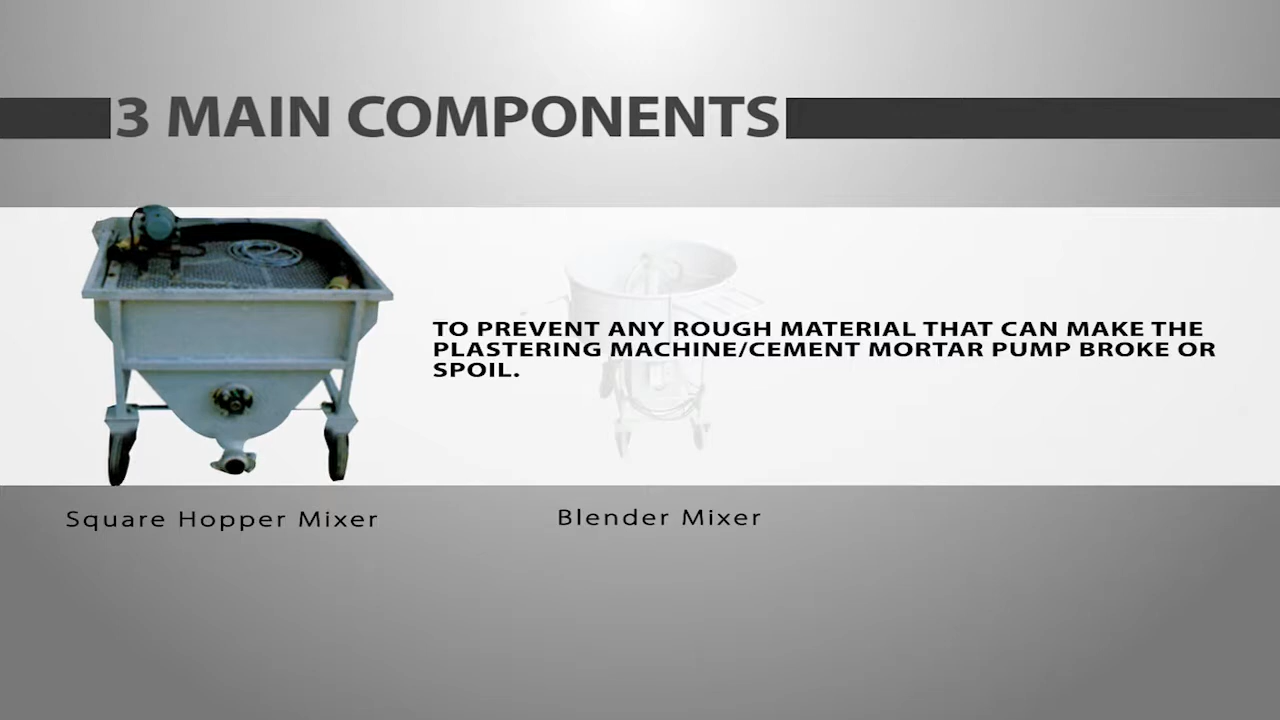 3 MAIN COMPONENTS
TO PREVENT ANY ROUGH MATERIAL THAT CAN MAKE THE
PLASTERING MACHINE/CEMENT MORTAR PUMP BROKE OR
SPOIL.
Square Hopper Mixer
Blender Mixer